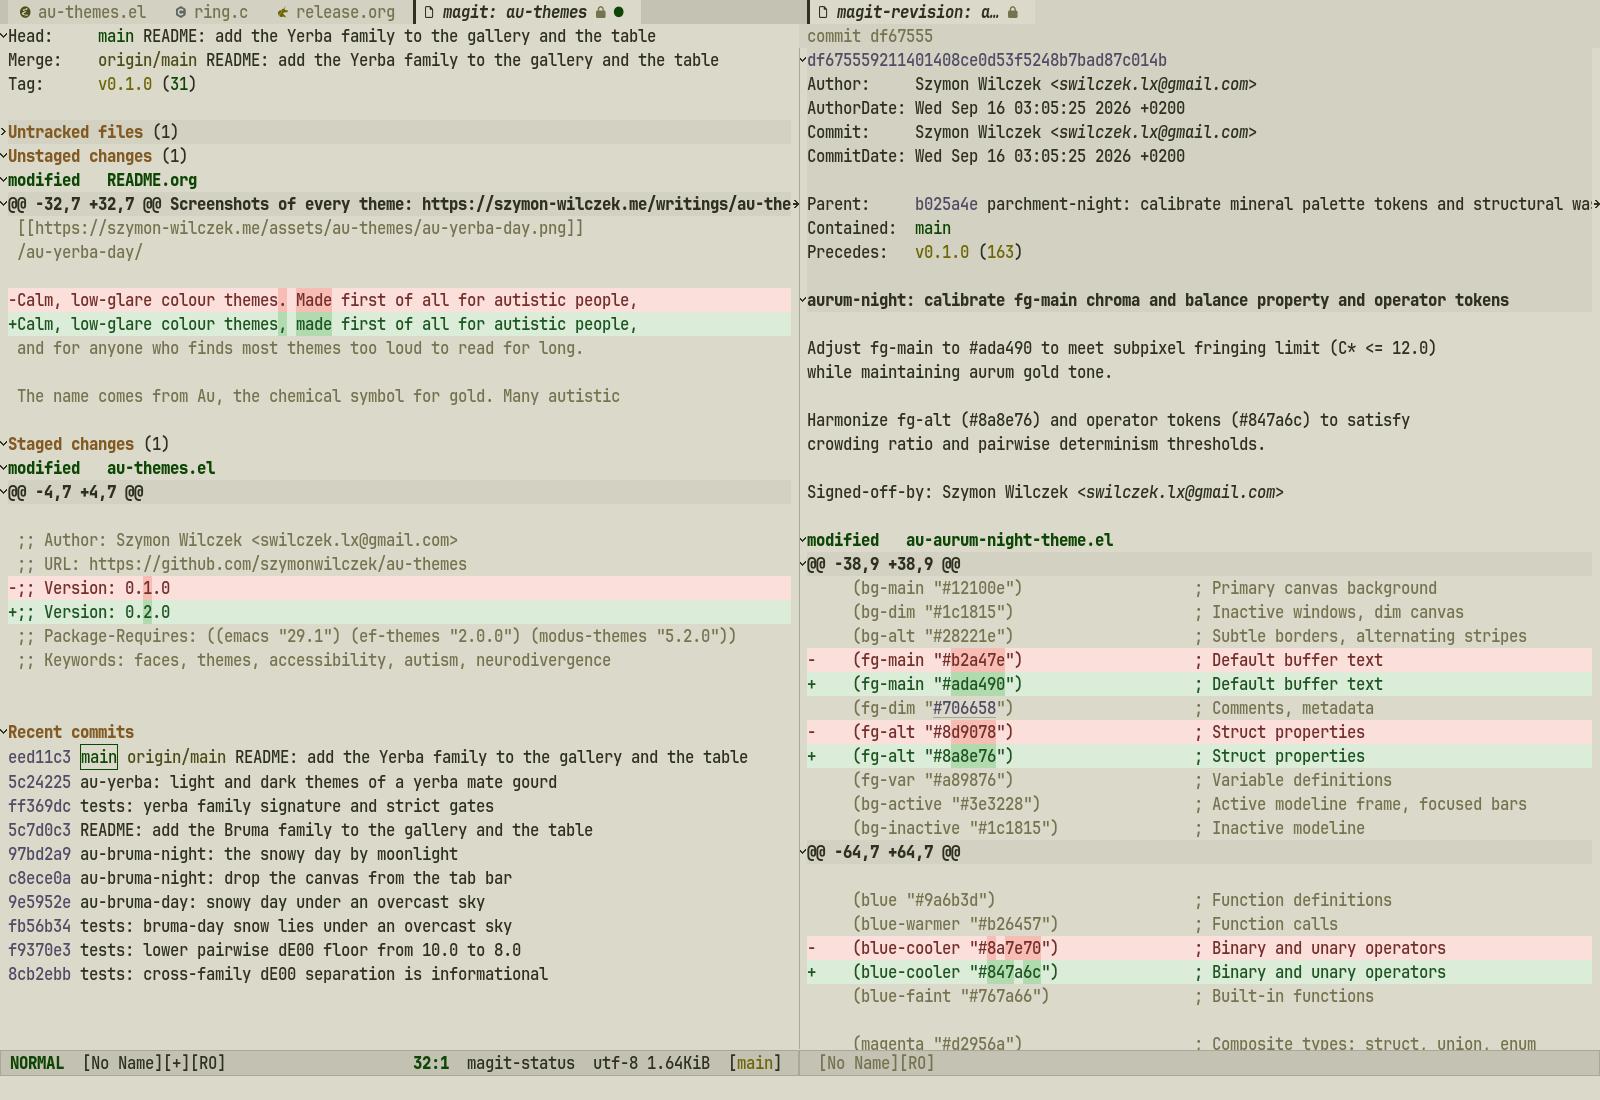 au-themes.el ring.c release.org magit: au-themes
Head:     main README: add the Yerba family to the gallery and the table
Merge:    origin/main README: add the Yerba family to the gallery and the table
Tag:      v0.1.0 (31)
Untracked files (1)
Unstaged changes (1)
modified   README.org
@@ -32,7 +32,7 @@ Screenshots of every theme: https://szymon-wilczek.me/writings/au-the
 [[https://szymon-wilczek.me/assets/au-themes/au-yerba-day.png]]
 /au-yerba-day/
-Calm, low-glare colour themes. Made first of all for autistic people,
+Calm, low-glare colour themes, made first of all for autistic people,
 and for anyone who finds most themes too loud to read for long.
 The name comes from Au, the chemical symbol for gold. Many autistic
Staged changes (1)
modified   au-themes.el
@@ -4,7 +4,7 @@
 ;; Author: Szymon Wilczek <swilczek.lx@gmail.com>
 ;; URL: https://github.com/szymonwilczek/au-themes
-;; Version: 0.1.0
+;; Version: 0.2.0
 ;; Package-Requires: ((emacs "29.1") (ef-themes "2.0.0") (modus-themes "5.2.0"))
 ;; Keywords: faces, themes, accessibility, autism, neurodivergence
Recent commits
eed11c3 main origin/main README: add the Yerba family to the gallery and the table
5c24225 au-yerba: light and dark themes of a yerba mate gourd
ff369dc tests: yerba family signature and strict gates
5c7d0c3 README: add the Bruma family to the gallery and the table
97bd2a9 au-bruma-night: the snowy day by moonlight
c8ece0a au-bruma-night: drop the canvas from the tab bar
9e5952e au-bruma-day: snowy day under an overcast sky
fb56b34 tests: bruma-day snow lies under an overcast sky
f9370e3 tests: lower pairwise dE00 floor from 10.0 to 8.0
8cb2ebb tests: cross-family dE00 separation is informational
NORMAL  [No Name][+][RO]  32:1  magit-status  utf-8 1.64KiB  [main]
magit-revision: a…
commit df67555
df675559211401408ce0d53f5248b7bad87c014b
Author:     Szymon Wilczek <swilczek.lx@gmail.com>
AuthorDate: Wed Sep 16 03:05:25 2026 +0200
Commit:     Szymon Wilczek <swilczek.lx@gmail.com>
CommitDate: Wed Sep 16 03:05:25 2026 +0200
Parent:     b025a4e parchment-night: calibrate mineral palette tokens and structural was
Contained:  main
Precedes:   v0.1.0 (163)
aurum-night: calibrate fg-main chroma and balance property and operator tokens
Adjust fg-main to #ada490 to meet subpixel fringing limit (C* <= 12.0)
while maintaining aurum gold tone.
Harmonize fg-alt (#8a8e76) and operator tokens (#847a6c) to satisfy
crowding ratio and pairwise determinism thresholds.
Signed-off-by: Szymon Wilczek <swilczek.lx@gmail.com>
modified   au-aurum-night-theme.el
@@ -38,9 +38,9 @@
     (bg-main "#12100e")                   ; Primary canvas background
     (bg-dim "#1c1815")                    ; Inactive windows, dim canvas
     (bg-alt "#28221e")                    ; Subtle borders, alternating stripes
-    (fg-main "#b2a47e")                   ; Default buffer text
+    (fg-main "#ada490")                   ; Default buffer text
     (fg-dim "#706658")                    ; Comments, metadata
-    (fg-alt "#8d9078")                    ; Struct properties
+    (fg-alt "#8a8e76")                    ; Struct properties
     (fg-var "#a89876")                    ; Variable definitions
     (bg-active "#3e3228")                 ; Active modeline frame, focused bars
     (bg-inactive "#1c1815")               ; Inactive modeline
@@ -64,7 +64,7 @@
     (blue "#9a6b3d")                      ; Function definitions
     (blue-warmer "#b26457")               ; Function calls
-    (blue-cooler "#8a7e70")               ; Binary and unary operators
+    (blue-cooler "#847a6c")               ; Binary and unary operators
     (blue-faint "#767a66")                ; Built-in functions
     (magenta "#d2956a")                   ; Composite types: struct, union, enum
[No Name][RO]